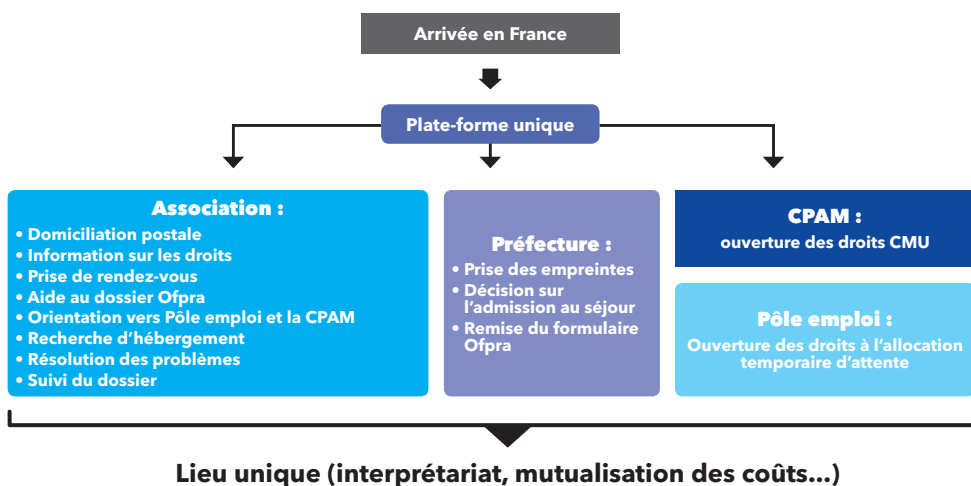 Arrivée en France
Plate-forme unique
Association :
• Domiciliation postale
• Information sur les droits
• Prise de rendez-vous
• Aide au dossier Ofpra
• Orientation vers Pôle emploi et la CPAM
• Recherche d’hébergement
• Résolution des problèmes
• Suivi du dossier
Préfecture :
• Prise des empreintes
• Décision sur
l’admission au séjour
• Remise du formulaire
Ofpra
CPAM :
ouverture des droits CMU
Pôle emploi :
Ouverture des droits à l’allocation
temporaire d’attente
Lieu unique (interprétariat, mutualisation des coûts...)